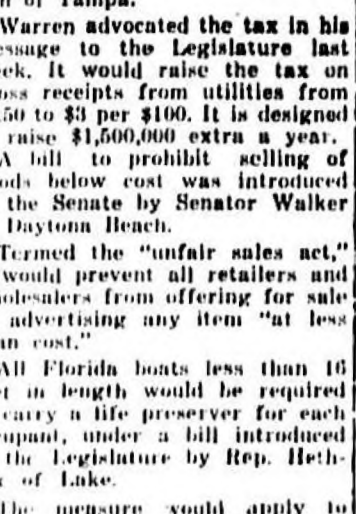 n of Tampa.
Warren advocated the tax in his
essage to the Legislature last
eek. It would raise the tax on
oss receipts from utilities from
.50 to $3 per $100. It is designed
raise $1,500,000 extra a year.
A bill to prohibit selling of
ods below cost was introduced
the Senate by Senator Walker
Daytona Beach.
Termed the "unfair sales act,"
would prevent all retailers and
holesalers from offering for sale
advertising any item "at less
an cost."
All Florida boats less than 16
et in length would be required
carry a life preserver for each
cupant, under a bill introduced
the Legislature by Rep. Beth-
of Lake.
The measure would apply to